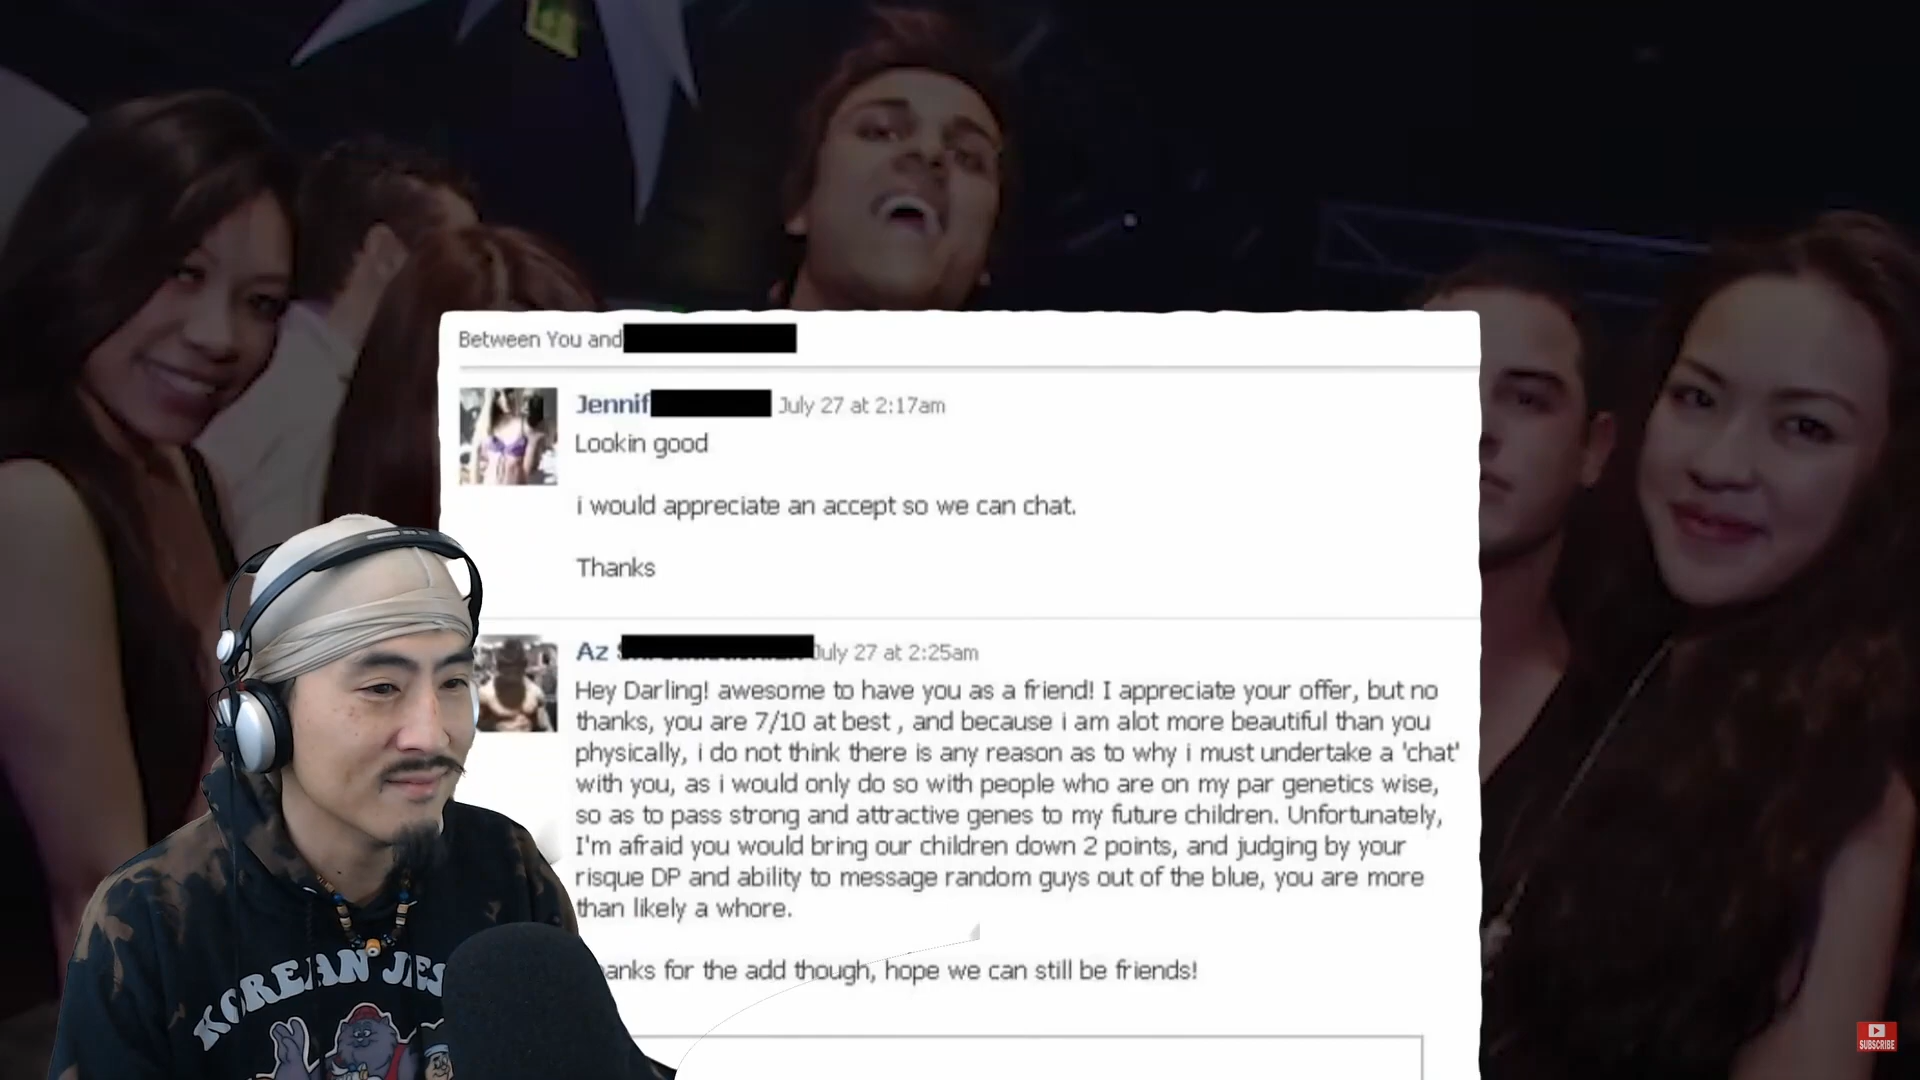 Between You and
Jennif July 27 at 2:17am
Lookin good
i would appreciate an accept so we can chat.
Thanks
Az July 27 at 2:25am
Hey Darling! awesome to have you as a friend! I appreciate your offer, but no
thanks, you are 7/10 at best , and because i am alot more beautiful than you
physically, i do not think there is any reason as to why i must undertake a 'chat'
with you, as i would only do so with people who are on my par genetics wise,
so as to pass strong and attractive genes to my future children. Unfortunately,
I'm afraid you would bring our children down 2 points, and judging by your
risque DP and ability to message random guys out of the blue, you are more
than likely a whore.
anks for the add though, hope we can still be friends!
KOREAN JES
SUBSCRIBE